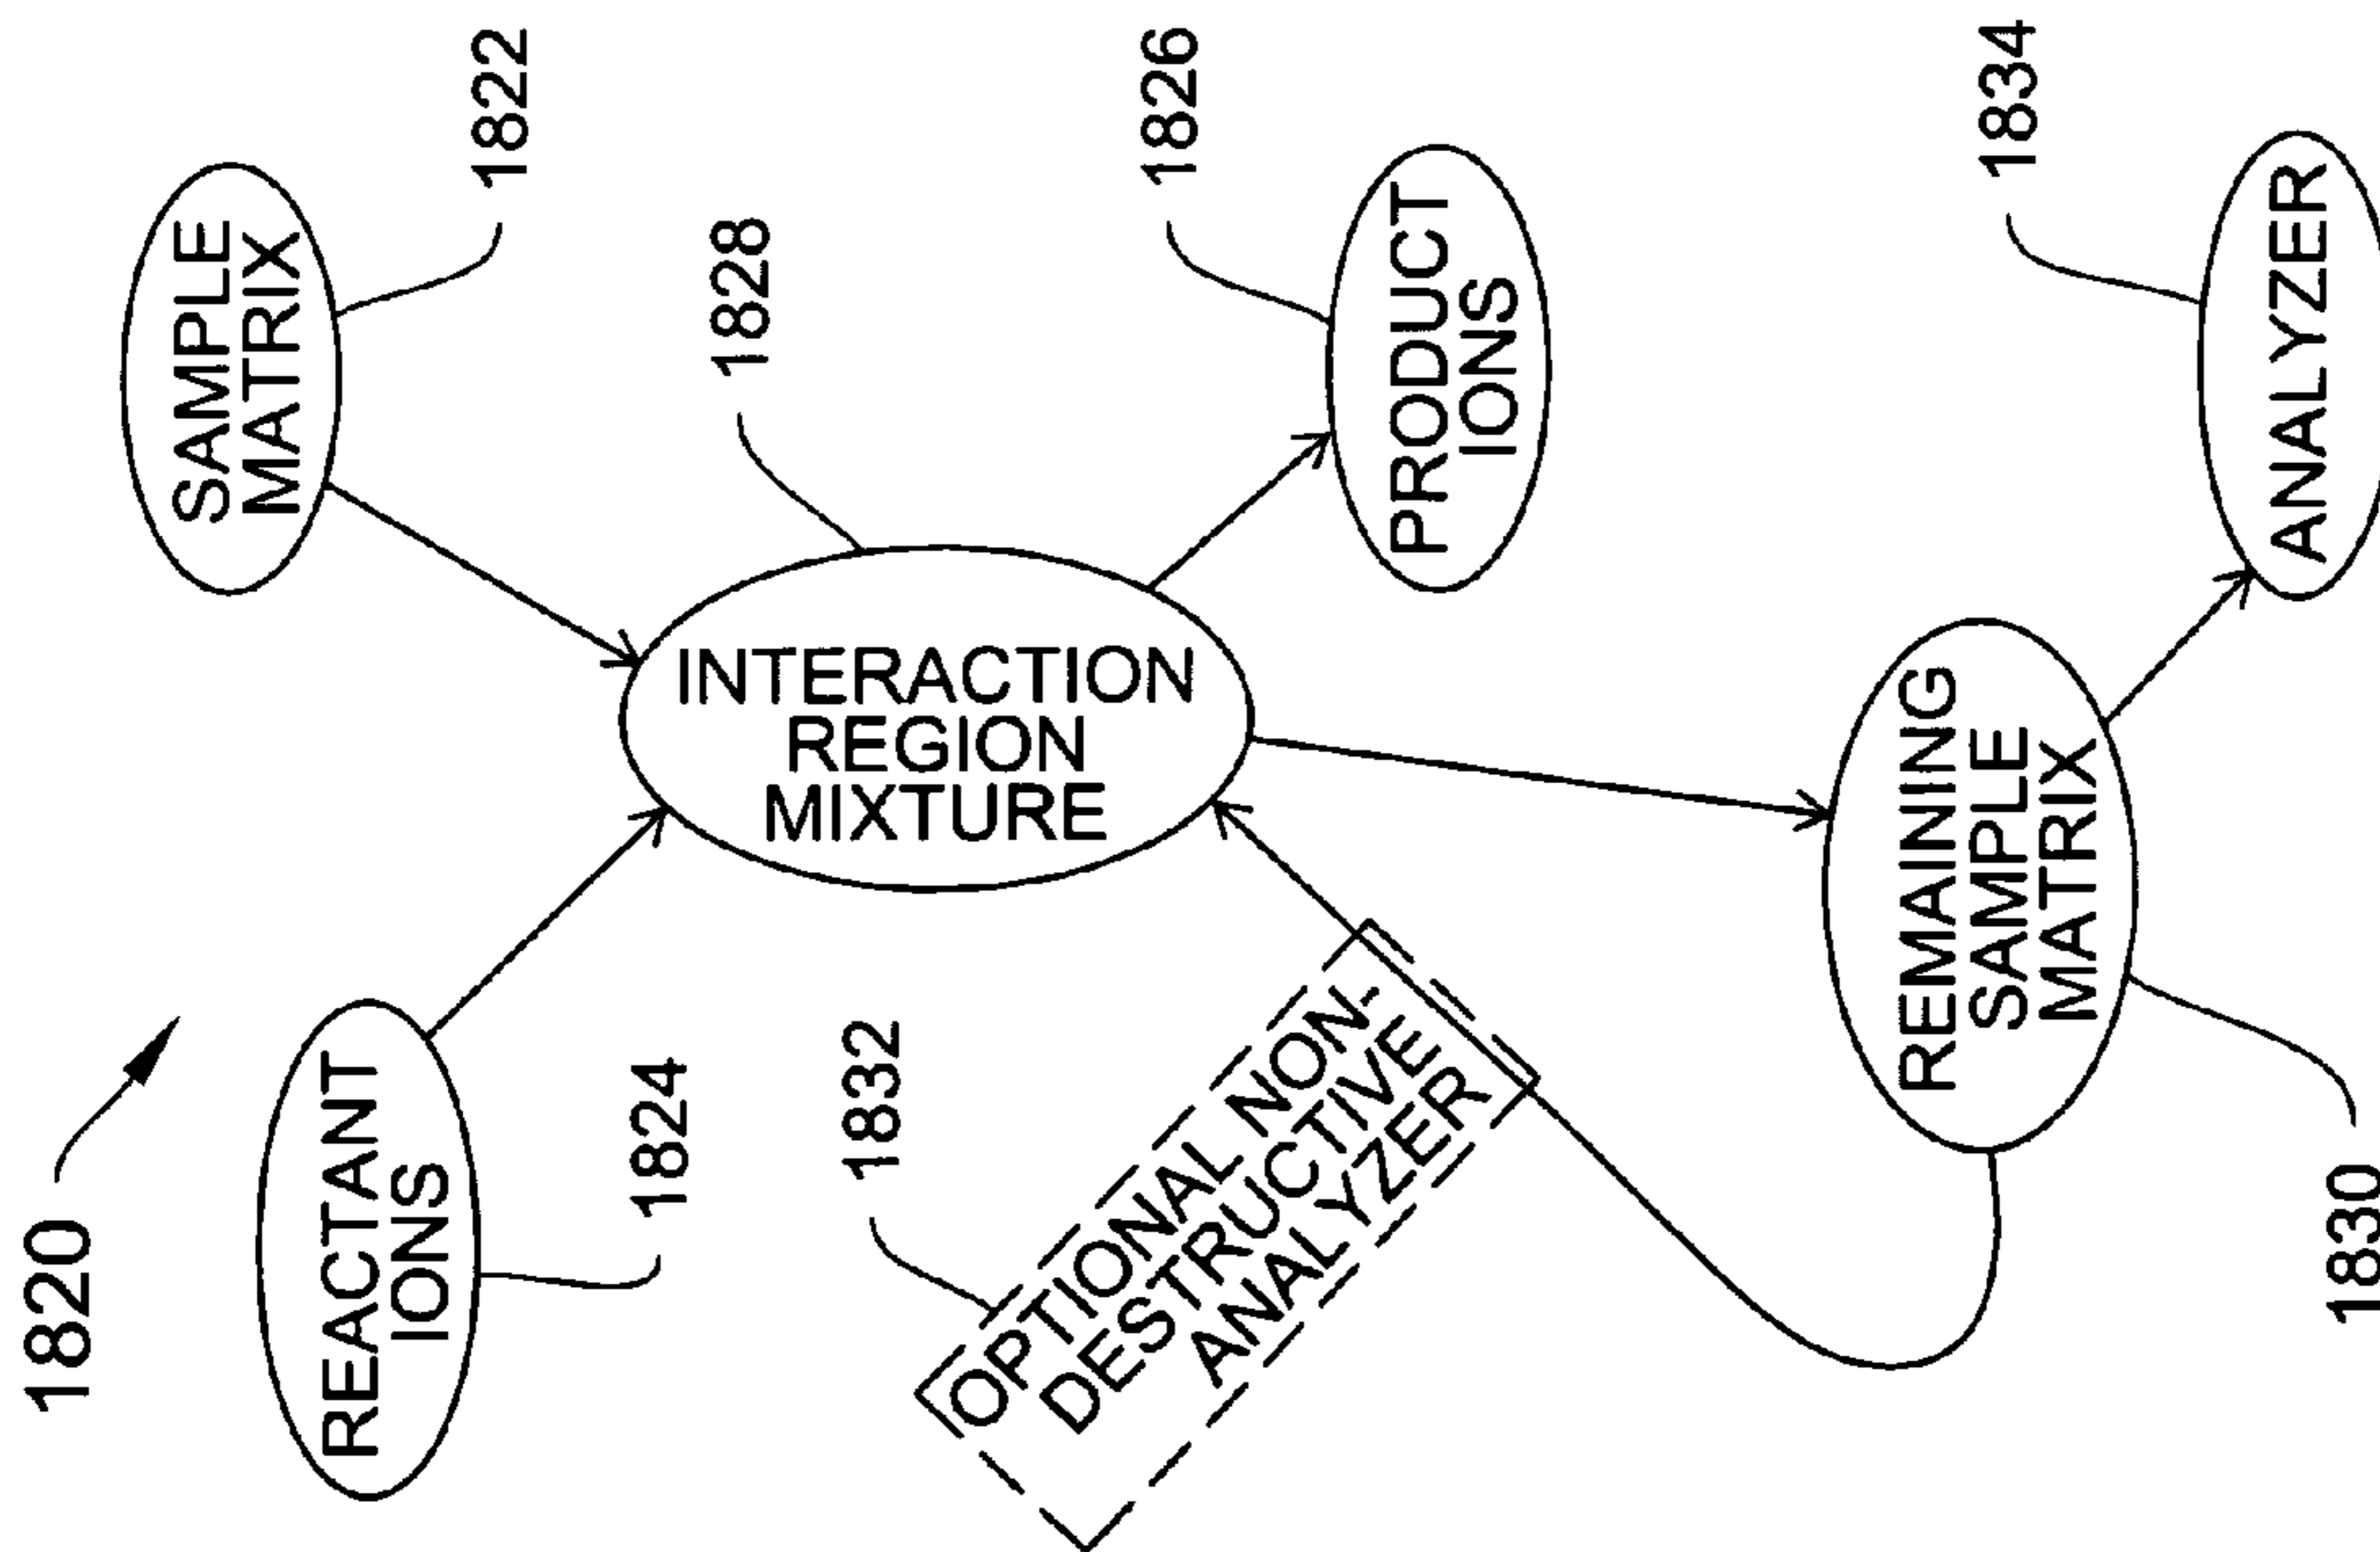 1820
REACTANT
IONS
1824
SAMPLE
MATRIX
1822
INTERACTION
REGION
MIXTURE
1828
PRODUCT
IONS
1826
OPTIONAL NON-
DESTRUCTIVE
ANALYZER
1832
REMAINING
SAMPLE
MATRIX
1830
ANALYZER
1834